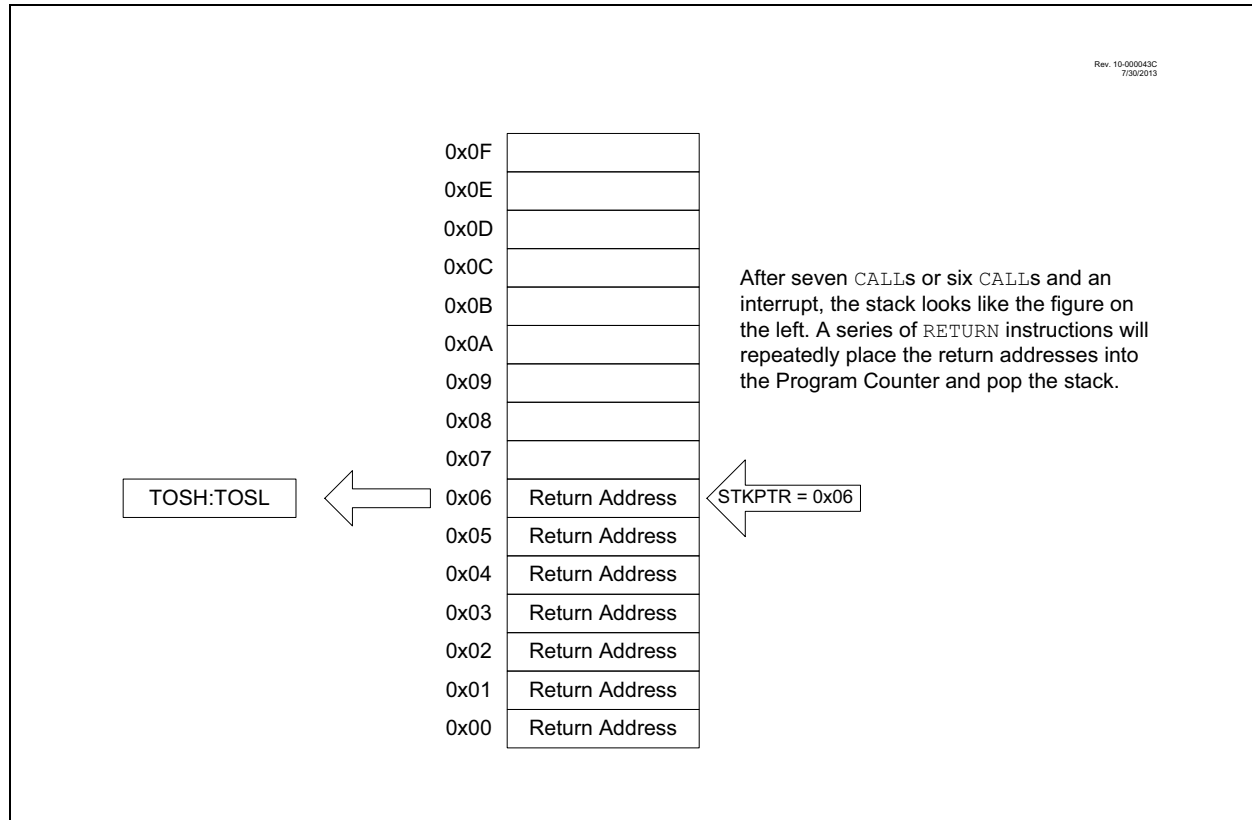 Rev. 10-000043C
7/30/2013
0x0F
0x0E
0x0D
0x0C
0x0B
0x0A
0x09
0x08
0x07
TOSH:TOSL
0x06 Return Address
STKPTR = 0x06
0x05 Return Address
0x04 Return Address
0x03 Return Address
0x02 Return Address
0x01 Return Address
0x00 Return Address
After seven CALLs or six CALLs and an
interrupt, the stack looks like the figure on
the left. A series of RETURN instructions will
repeatedly place the return addresses into
the Program Counter and pop the stack.